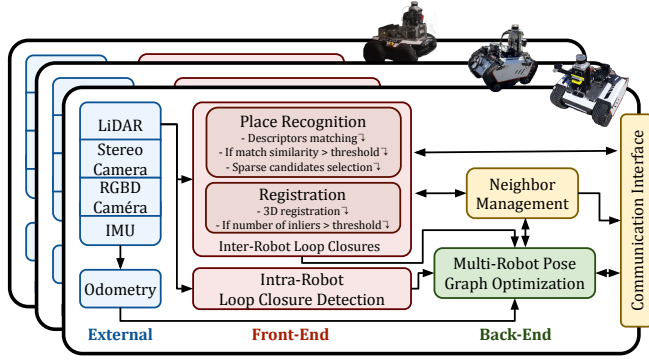 LiDAR
Stereo
Camera
RGBD
Caméra
IMU
Odometry
External
Place Recognition
- Descriptors matching
- If match similarity > threshold
- Sparse candidates selection
Registration
- 3D registration
- If number of inliers > threshold
Inter-Robot Loop Closures
Intra-Robot
Loop Closure Detection
Front-End
Neighbor
Management
Multi-Robot Pose
Graph Optimization
Back-End
Communication Interface